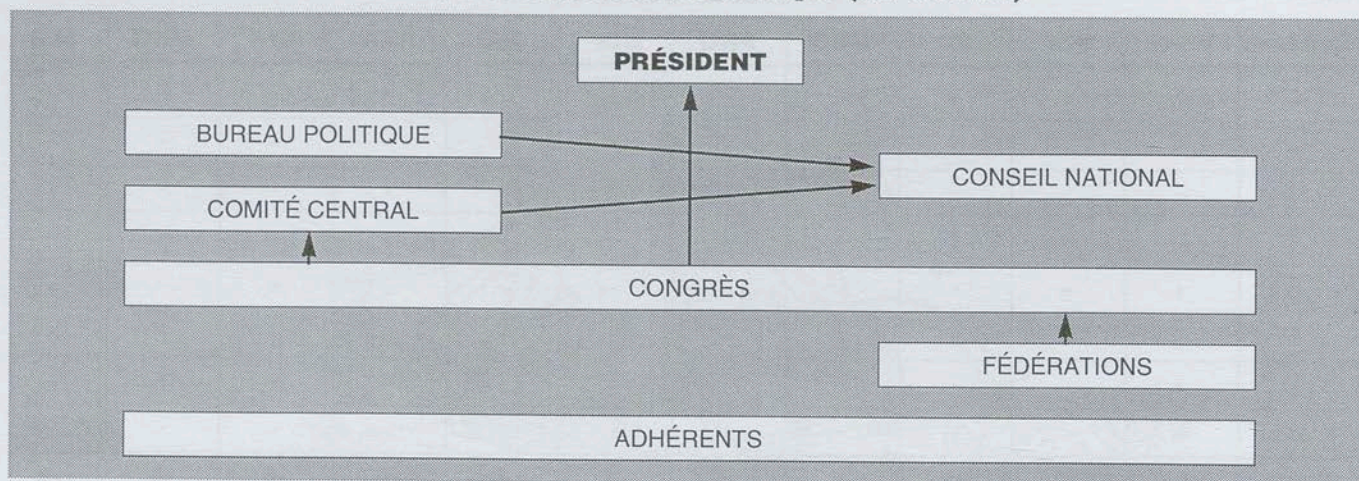 PRÉSIDENT
BUREAU POLITIQUE
CONSEIL NATIONAL
COMITÉ CENTRAL
CONGRÈS
FÉDÉRATIONS
ADHÉRENTS